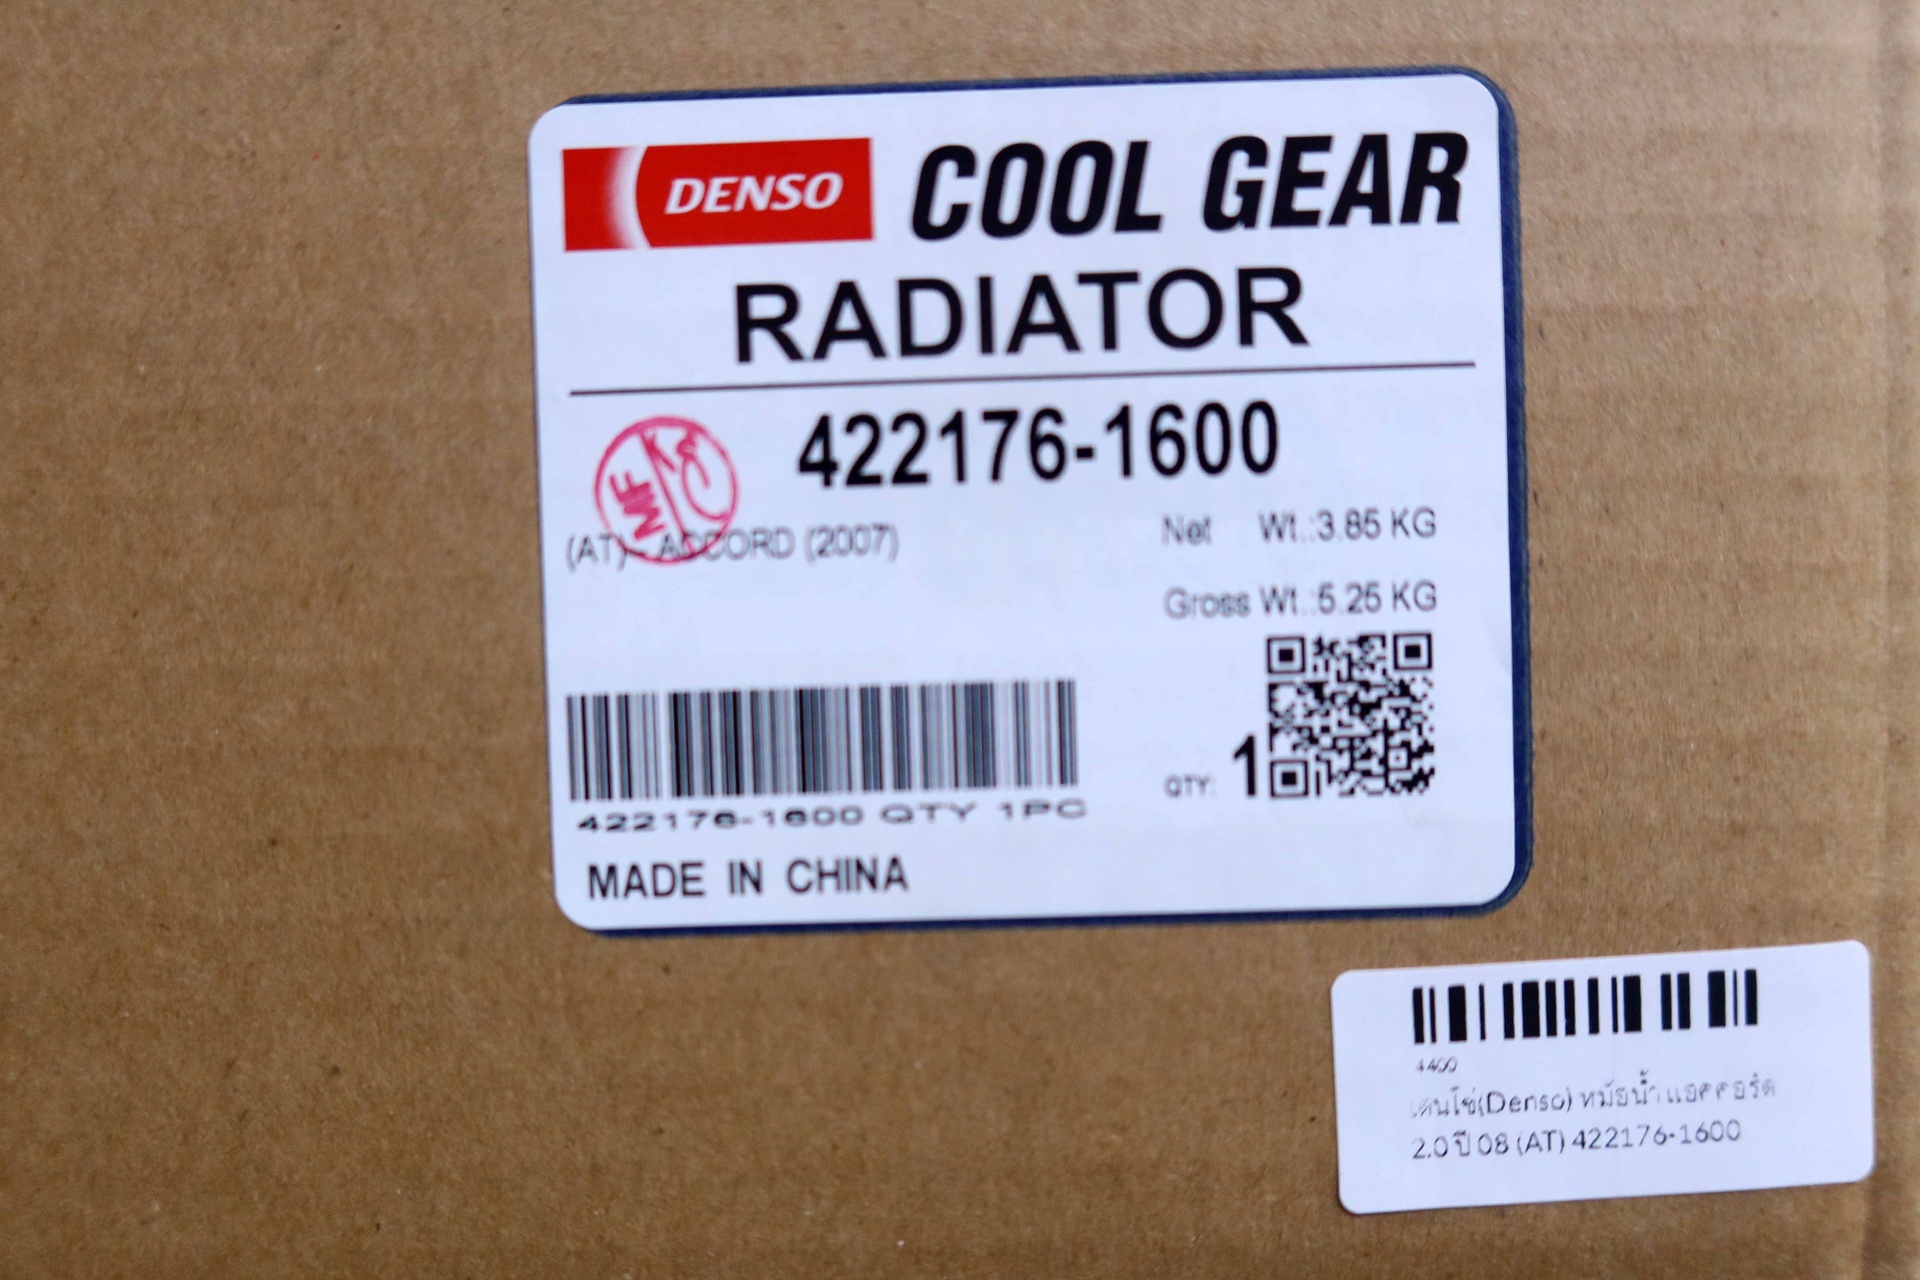 DENSO COOL GEAR
RADIATOR
422176-1600
MF
(AT)- ACCORD (2007)
Net Wt.:3.85 KG
Gross Wt.:5.25 KG
QTY: 1
422176-1600 QTY 1PC
MADE IN CHINA
4400
เดนโซ่(Denso) หม้อน้ำ แอคคอร์ด
2.0 ปี 08 (AT) 422176-1600